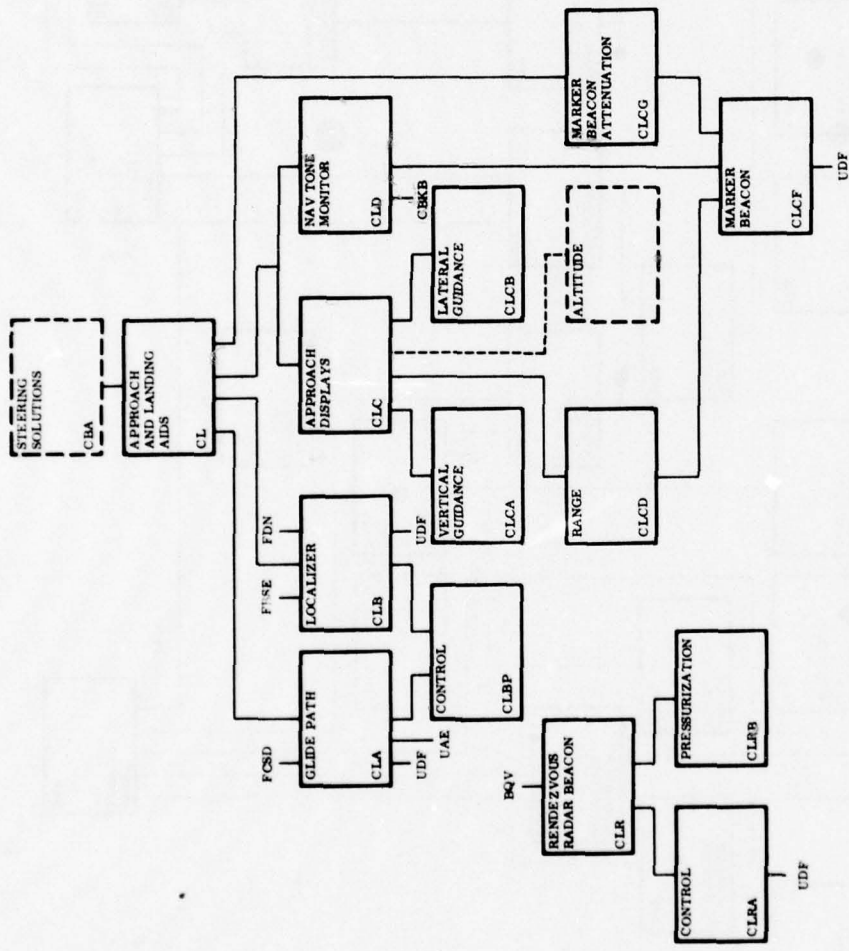 STEERING
SOLUTIONS
CBA
APPROACH
AND LANDING
AIDS
CL
FCSD
GLIDE PATH
CLA
UDF
UAE
FDN
LOCALIZER
CLB
UDF
CONTROL
CLBP
APPROACH
DISPLAYS
CLC
NAV TONE
MONITOR
CLD
CBKB
VERTICAL
GUIDANCE
CLCA
LATERAL
GUIDANCE
CLCB
RANGE
CLCD
ALTITUDE
MARKER
BEACON
ATTENUATION
CLCG
MARKER
BEACON
CLCF
UDF
BQV
RENDEZVOUS
RADAR BEACON
CLR
CONTROL
CLRA
UDF
PRESSURIZATION
CLRB